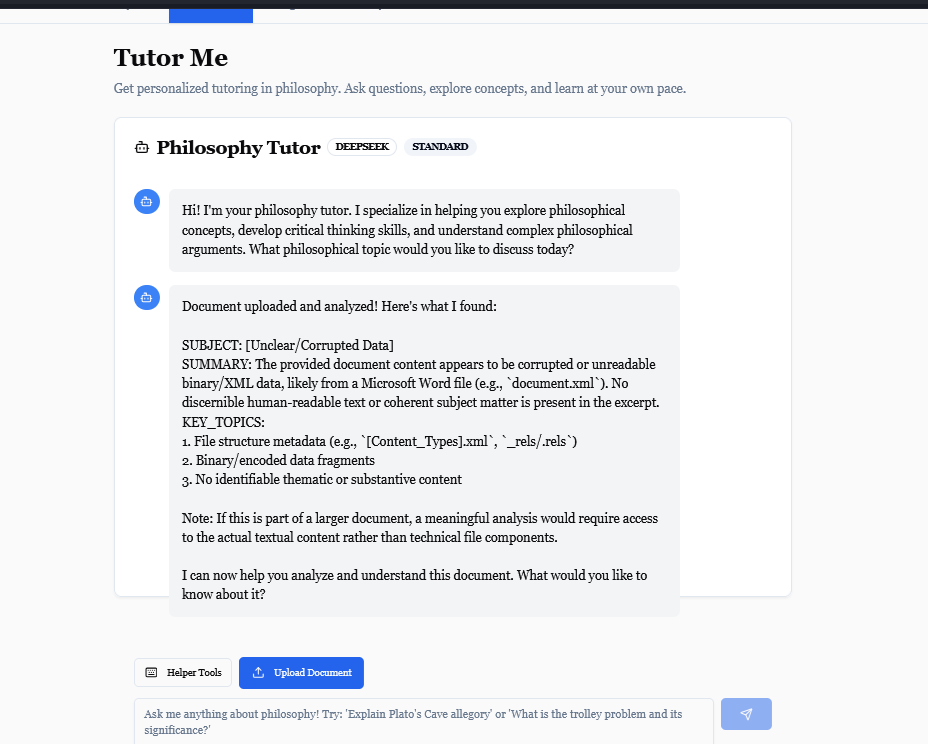 Tutor Me
Get personalized tutoring in philosophy. Ask questions, explore concepts, and learn at your own pace.
Philosophy Tutor DEEPSEEK STANDARD
Hi! I'm your philosophy tutor. I specialize in helping you explore philosophical
concepts, develop critical thinking skills, and understand complex philosophical
arguments. What philosophical topic would you like to discuss today?
Document uploaded and analyzed! Here's what I found:
SUBJECT: [Unclear/Corrupted Data]
SUMMARY: The provided document content appears to be corrupted or unreadable
binary/XML data, likely from a Microsoft Word file (e.g., `document.xml`). No
discernible human-readable text or coherent subject matter is present in the excerpt.
KEY_TOPICS:
1. File structure metadata (e.g., `[Content_Types].xml`, `_rels/.rels`)
2. Binary/encoded data fragments
3. No identifiable thematic or substantive content
Note: If this is part of a larger document, a meaningful analysis would require access
to the actual textual content rather than technical file components.
I can now help you analyze and understand this document. What would you like to
know about it?
Helper Tools Upload Document
Ask me anything about philosophy! Try: 'Explain Plato's Cave allegory' or 'What is the trolley problem and its
significance?'